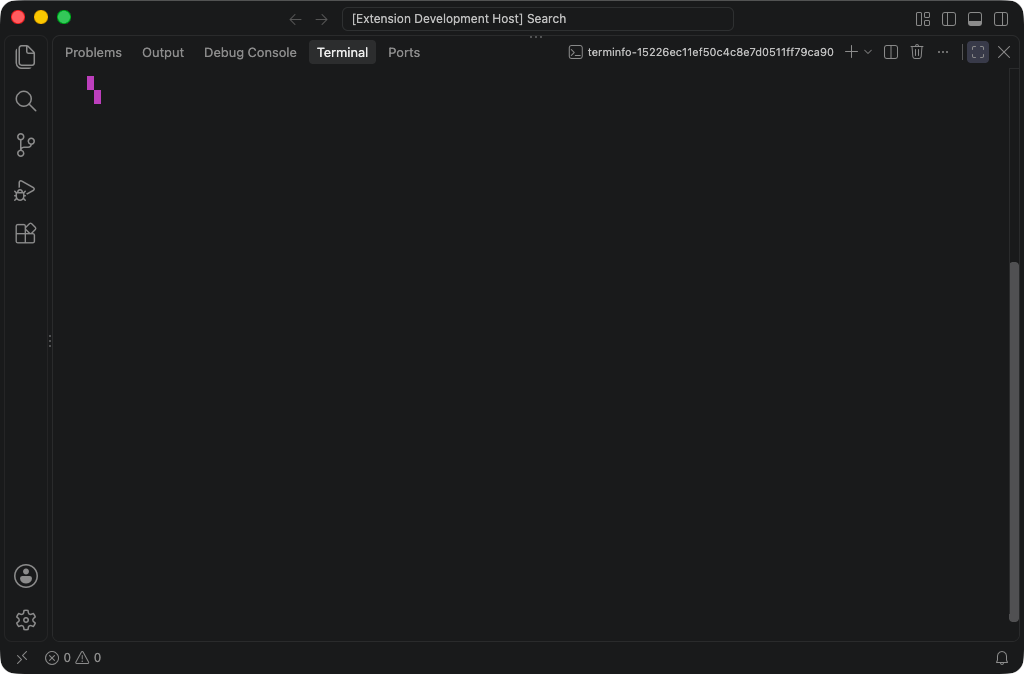 [Extension Development Host] Search
Problems Output Debug Console Terminal Ports
terminfo-15226ec11ef50c4c8e7d0511ff79ca90
0 0